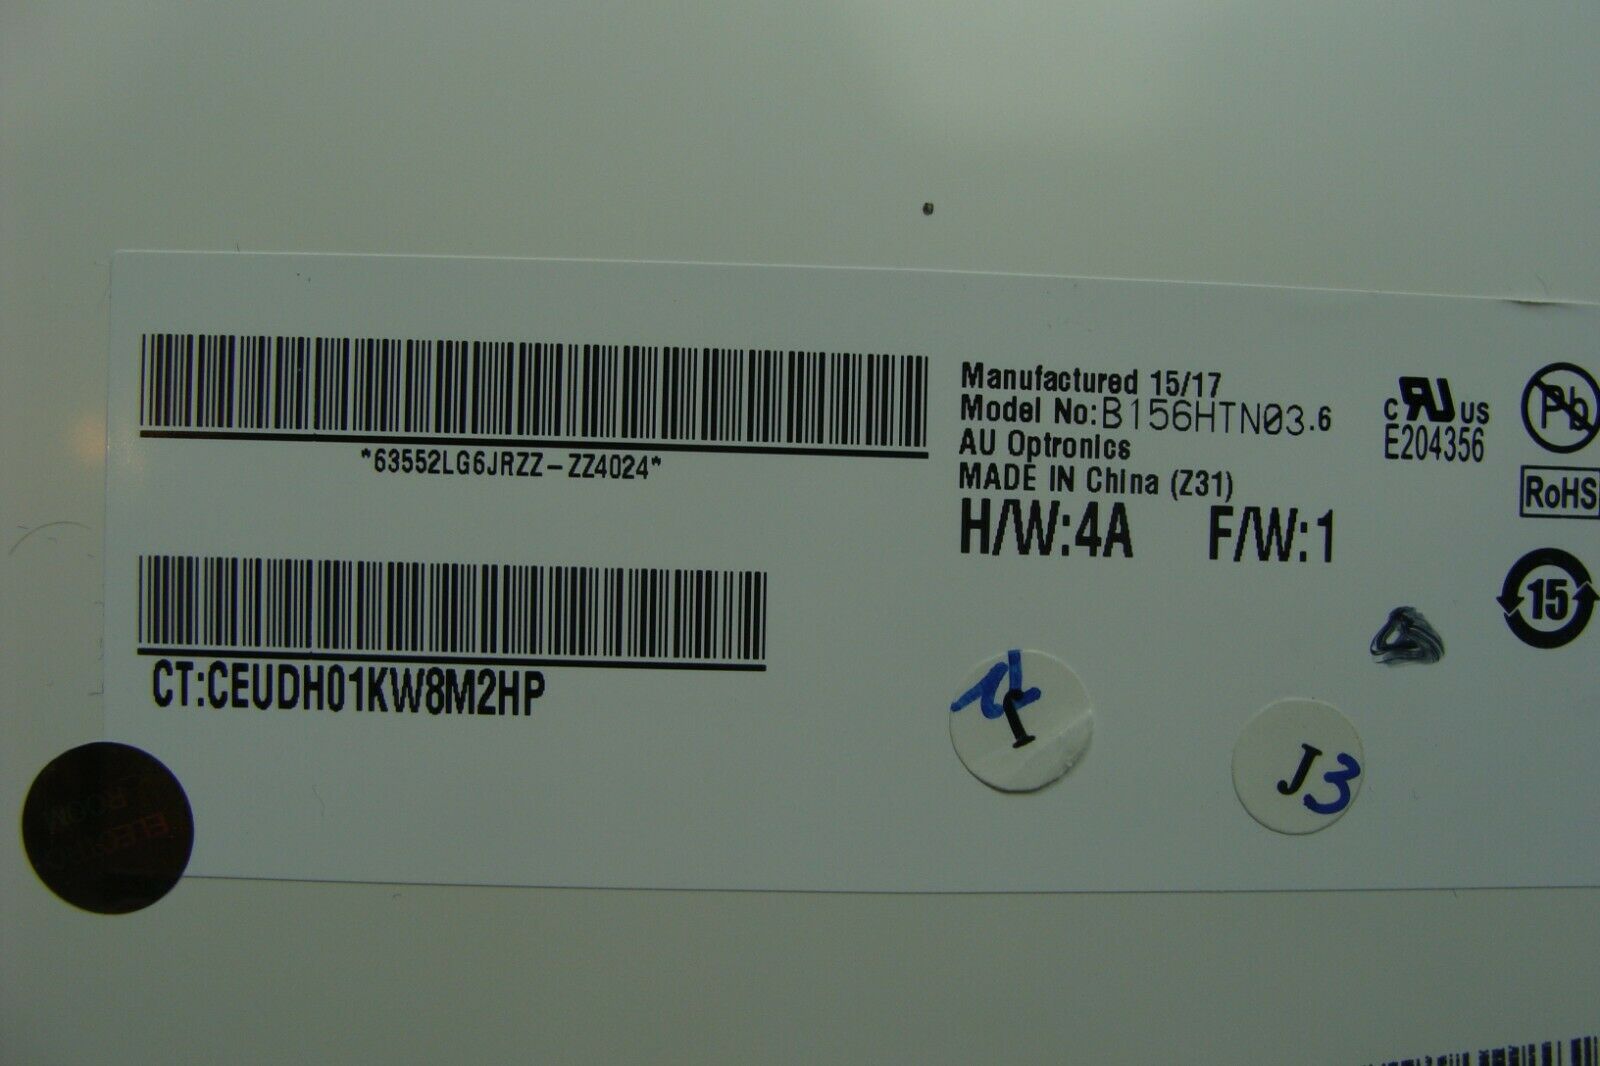 *63552LG6JRZZ-ZZ4024*
CT:CEUDH01KW8M2HP
Manufactured 15/17
Model No:B156HTN03.6
AU Optronics
MADE IN China (Z31)
H/W:4A F/W:1
C RU US
E204356
Pb
RoHS
15
J3